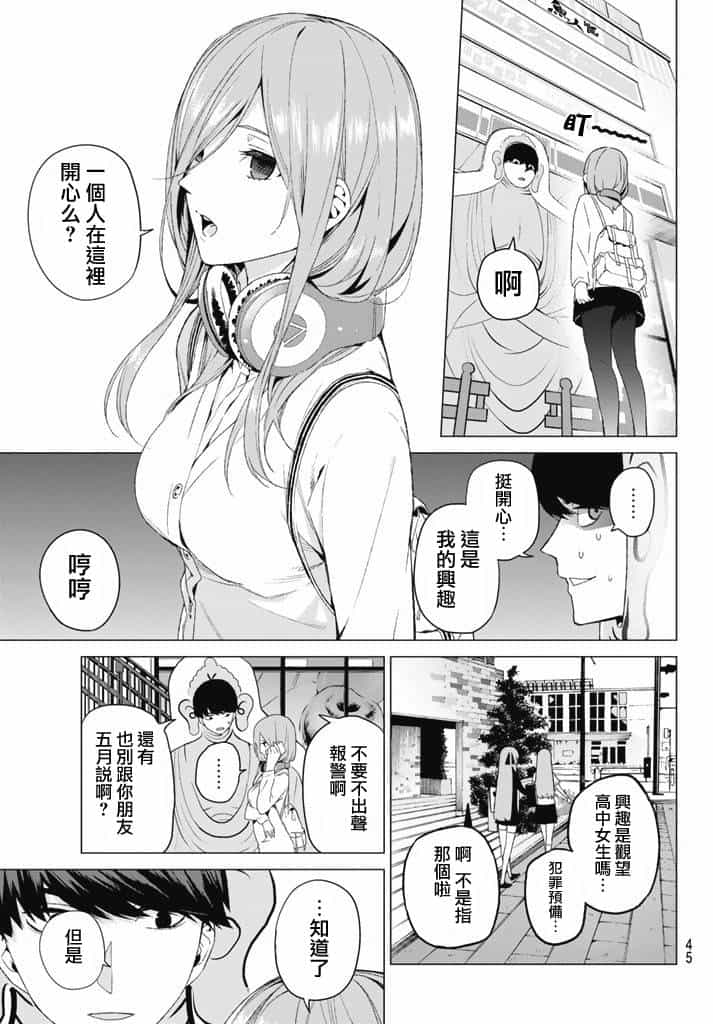 無人
盯～～～
啊
一個人在這裡
開心么？
……
挺開心…
這是
我的興趣
哼哼
興趣是觀望
高中女生嗎…
犯罪預備…
啊 不是指
那個啦
不要不出聲
報警啊
……
還有
也別跟你朋友
五月説啊？
…知道了
但是
45